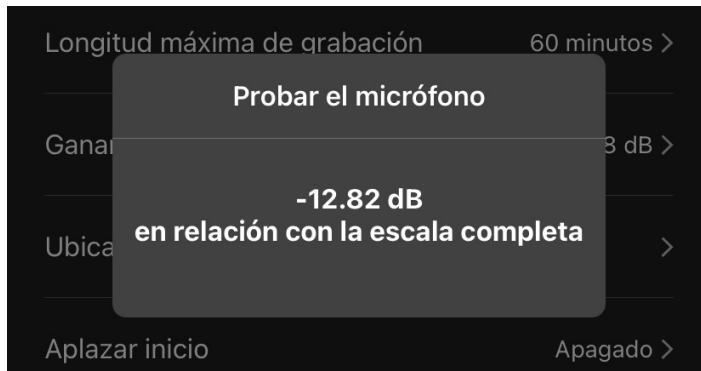 Longitud máxima de grabación 60 minutos >
Probar el micrófono
dB >
-12.82 dB
en relación con la escala completa
>
Aplazar inicio Apagado >